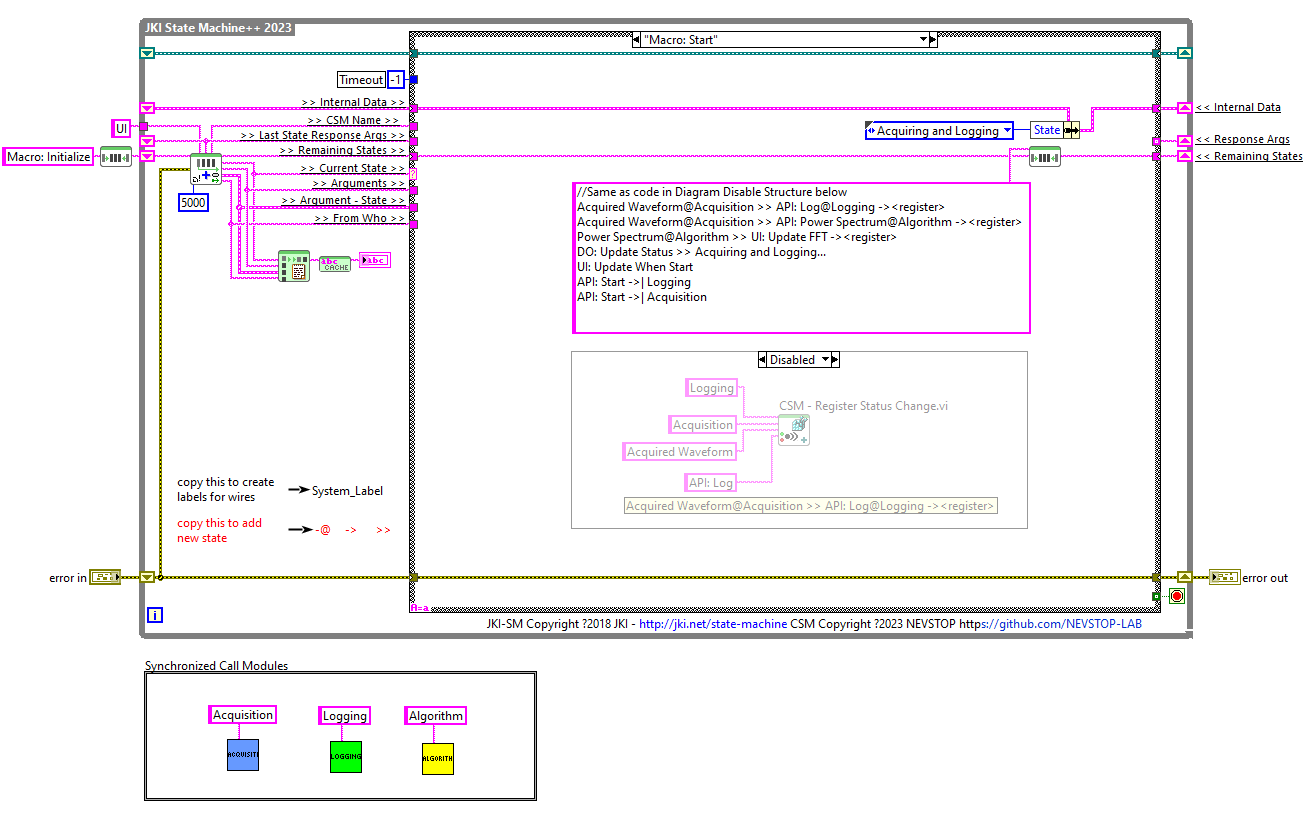 JKI State Machine++ 2023
"Macro: Start"
Timeout
-1
>> Internal Data >>
<< Internal Data
>> CSM Name >>
UI
>> Last State Response Args >>
Acquiring and Logging
State
<< Response Args
Macro: Initialize
>> Remaining States >>
<< Remaining States
>> Current State >>
?
>> Arguments >>
5000
>> Argument - State >>
>> From Who >>
//Same as code in Diagram Disable Structure below
Acquired Waveform@Acquisition >> API: Log@Logging -><register>
Acquired Waveform@Acquisition >> API: Power Spectrum@Algorithm -><register>
Power Spectrum@Algorithm >> UI: Update FFT -><register>
DO: Update Status >> Acquiring and Logging...
UI: Update When Start
API: Start ->| Logging
API: Start ->| Acquisition
abc
CACHE
abc
Disabled
Logging
CSM - Register Status Change.vi
Acquisition
Acquired Waveform
API: Log
Acquired Waveform@Acquisition >> API: Log@Logging -><register>
copy this to create
labels for wires
System_Label
copy this to add
new state
-@ -> >>
error in
error out
A=a
i
JKI-SM Copyright ?2018 JKI - http://jki.net/state-machine CSM Copyright ?2023 NEVSTOP https://github.com/NEVSTOP-LAB
Synchronized Call Modules
Acquisition
Logging
Algorithm
ACQUISITI
LOGGING
ALGORITH